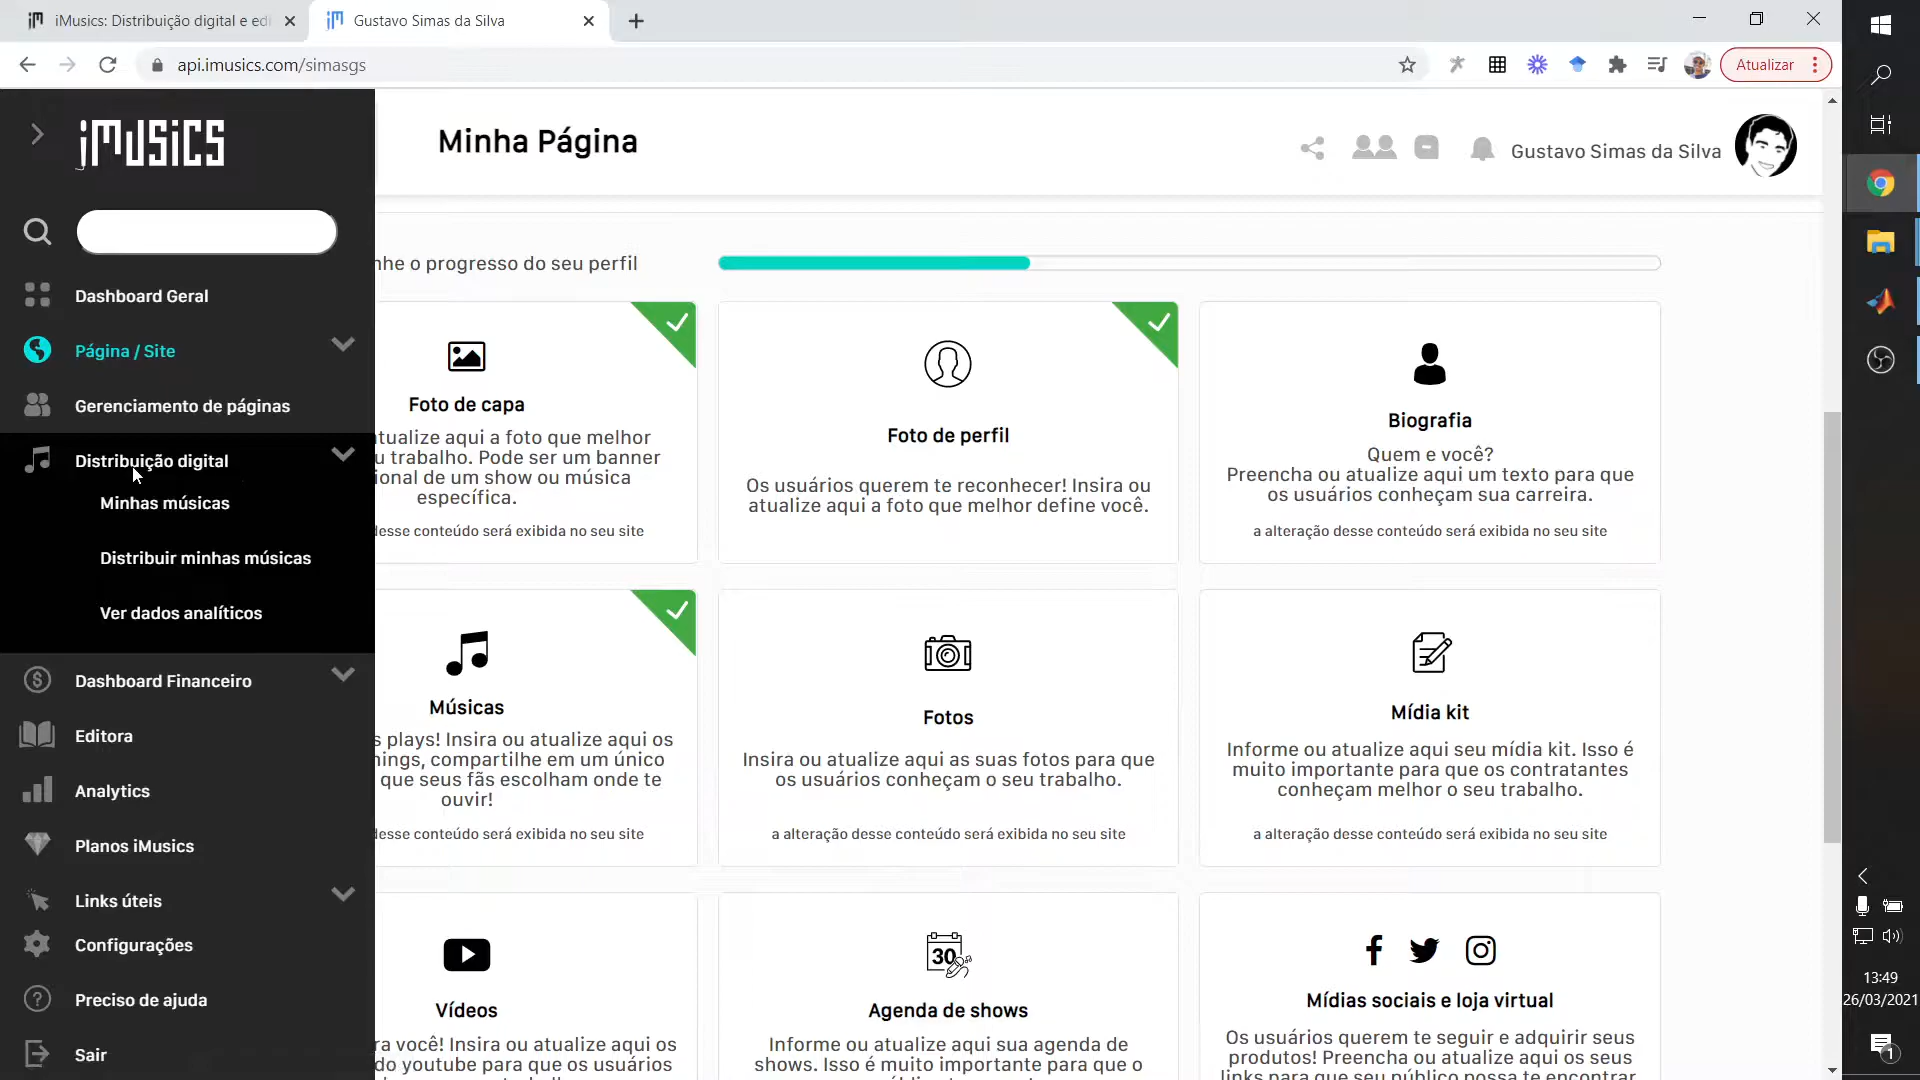 iMusics: Distribuição digital e edi
Gustavo Simas da Silva
api.imusics.com/simasgs
Atualizar
iMUSiCS
Dashboard Geral
Página / Site
Gerenciamento de páginas
Distribuição digital
Minhas músicas
Distribuir minhas músicas
Ver dados analíticos
Dashboard Financeiro
Editora
Analytics
Planos iMusics
Links úteis
Configurações
Preciso de ajuda
Sair
Minha Página
Gustavo Simas da Silva
nhe o progresso do seu perfil
Foto de capa
tualize aqui a foto que melhor
u trabalho. Pode ser um banner
ional de um show ou música
específica.
desse conteúdo será exibida no seu site
Foto de perfil
Os usuários querem te reconhecer! Insira ou
atualize aqui a foto que melhor define você.
Biografia
Quem e você?
Preencha ou atualize aqui um texto para que
os usuários conheçam sua carreira.
a alteração desse conteúdo será exibida no seu site
Músicas
s plays! Insira ou atualize aqui os
nings, compartilhe em um único
que seus fãs escolham onde te
ouvir!
desse conteúdo será exibida no seu site
Fotos
Insira ou atualize aqui as suas fotos para que
os usuários conheçam o seu trabalho.
a alteração desse conteúdo será exibida no seu site
Mídia kit
Informe ou atualize aqui seu mídia kit. Isso é
muito importante para que os contratantes
conheçam melhor o seu trabalho.
a alteração desse conteúdo será exibida no seu site
Vídeos
ra você! Insira ou atualize aqui os
do youtube para que os usuários
30
Agenda de shows
Informe ou atualize aqui sua agenda de
shows. Isso é muito importante para que o
Mídias sociais e loja virtual
Os usuários querem te seguir e adquirir seus
produtos! Preencha ou atualize aqui os seus
links para que seu público possa te encontrar
13:49
26/03/2021
1